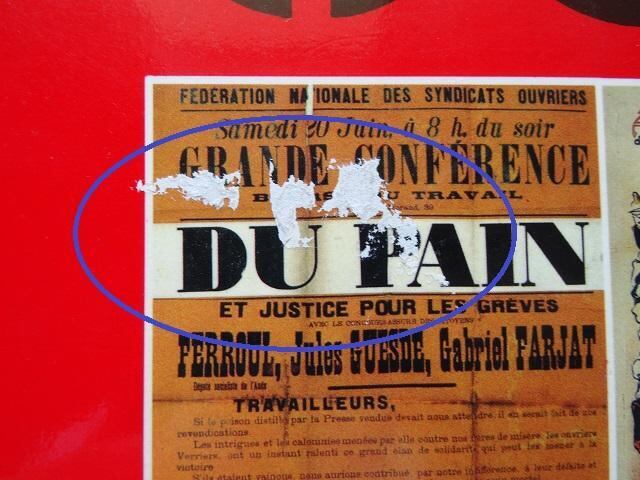 FÉDÉRATION NATIONALE DES SYNDICATS OUVRIERS
Samedi 20 Juin, à 8 h. du soir
GRANDE CONFÉRENCE
DU TRAVAIL
DU PAIN
ET JUSTICE POUR LES GRÈVES
AVEC LE CONCOURS ASSURÉ DES CITOYENS
FERROUL, Jules GUESDE, Gabriel FARJAT
Député socialiste de l'Aude
TRAVAILLEURS,
Si le poison distillé par la Presse vendue devait nous atteindre, il en serait fait de nos
revendications.
Les intrigues et les calomnies menées par elle contre nos frères de misère, les ouvriers
Verriers, ont un instant ralenti ce grand élan de solidarité qui peut les mener à la
victoire
S'ils étaient vaincus, nous aurions contribué, par notre indifférence, à leur défaite et